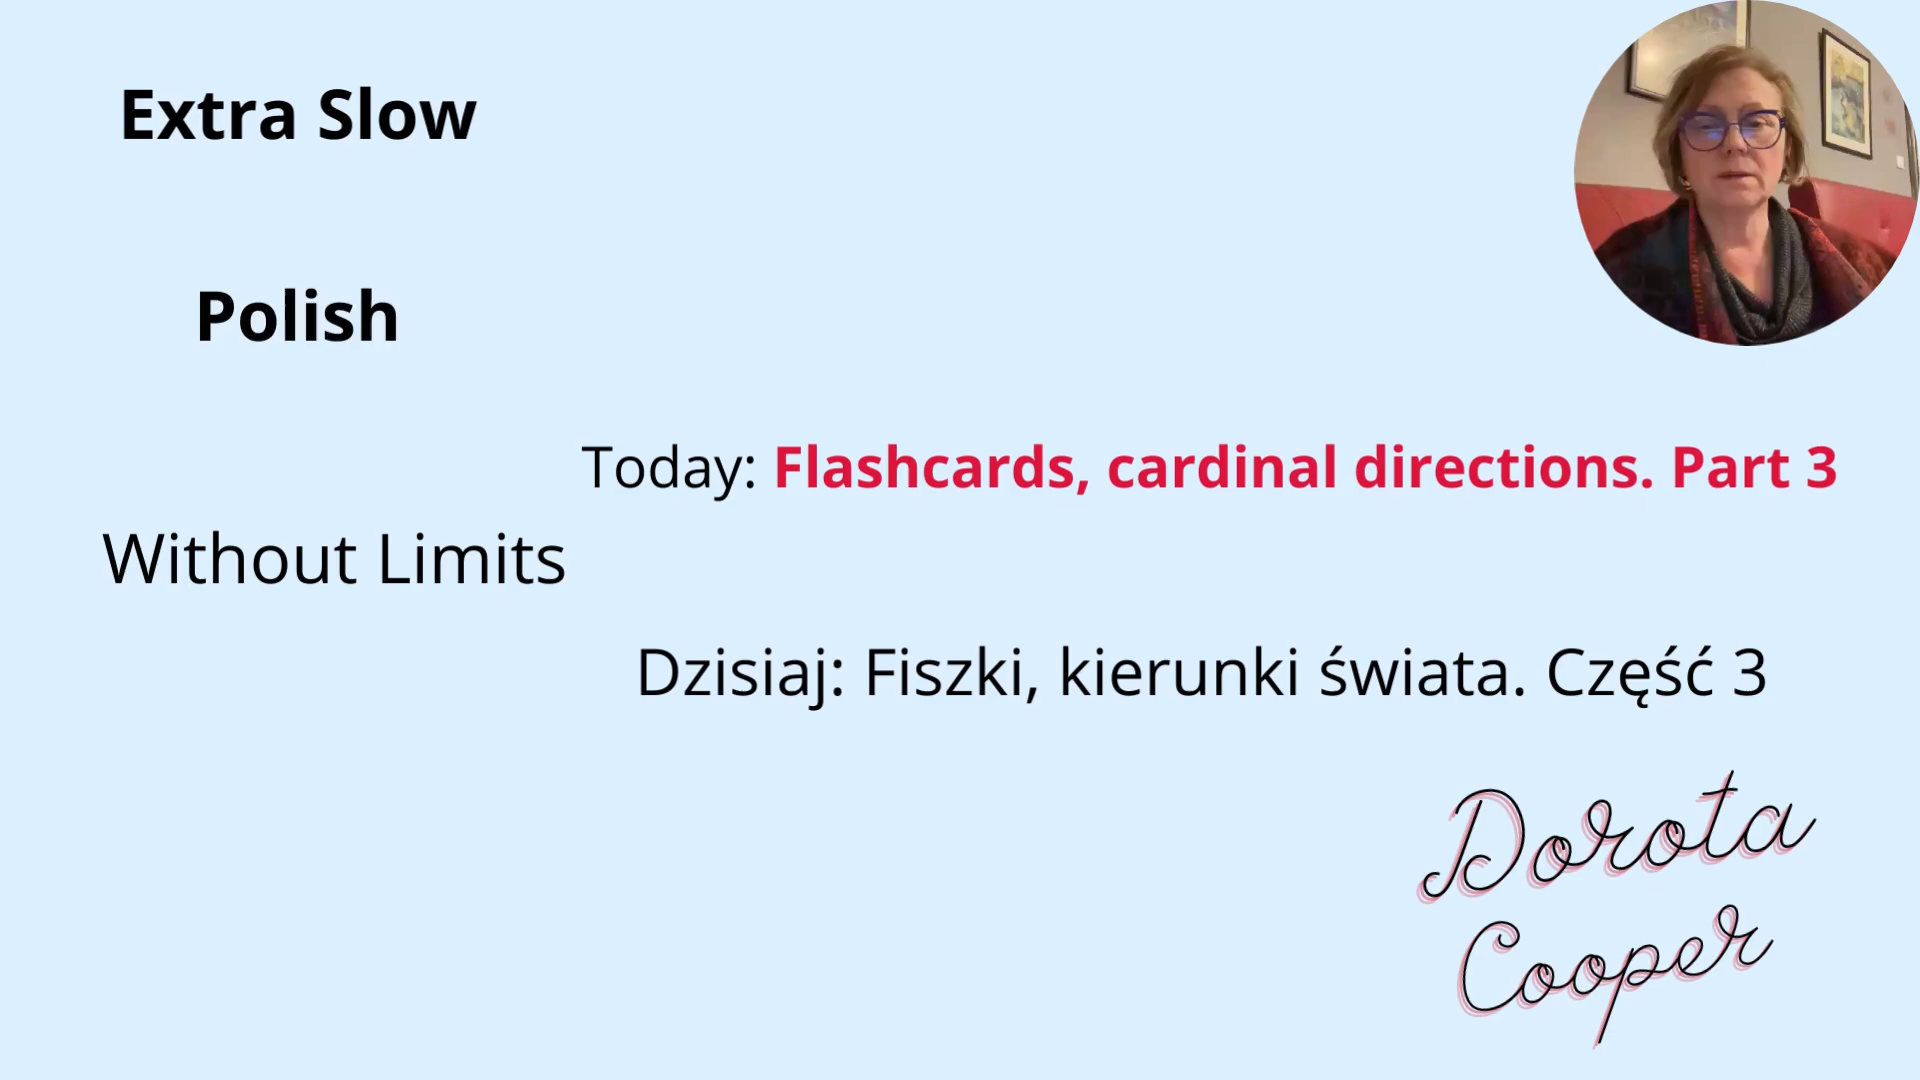 Extra Slow
Polish
Today: Flashcards, cardinal directions. Part 3
Without Limits
Dzisiaj: Fiszki, kierunki świata. Część 3
Dorota
Cooper